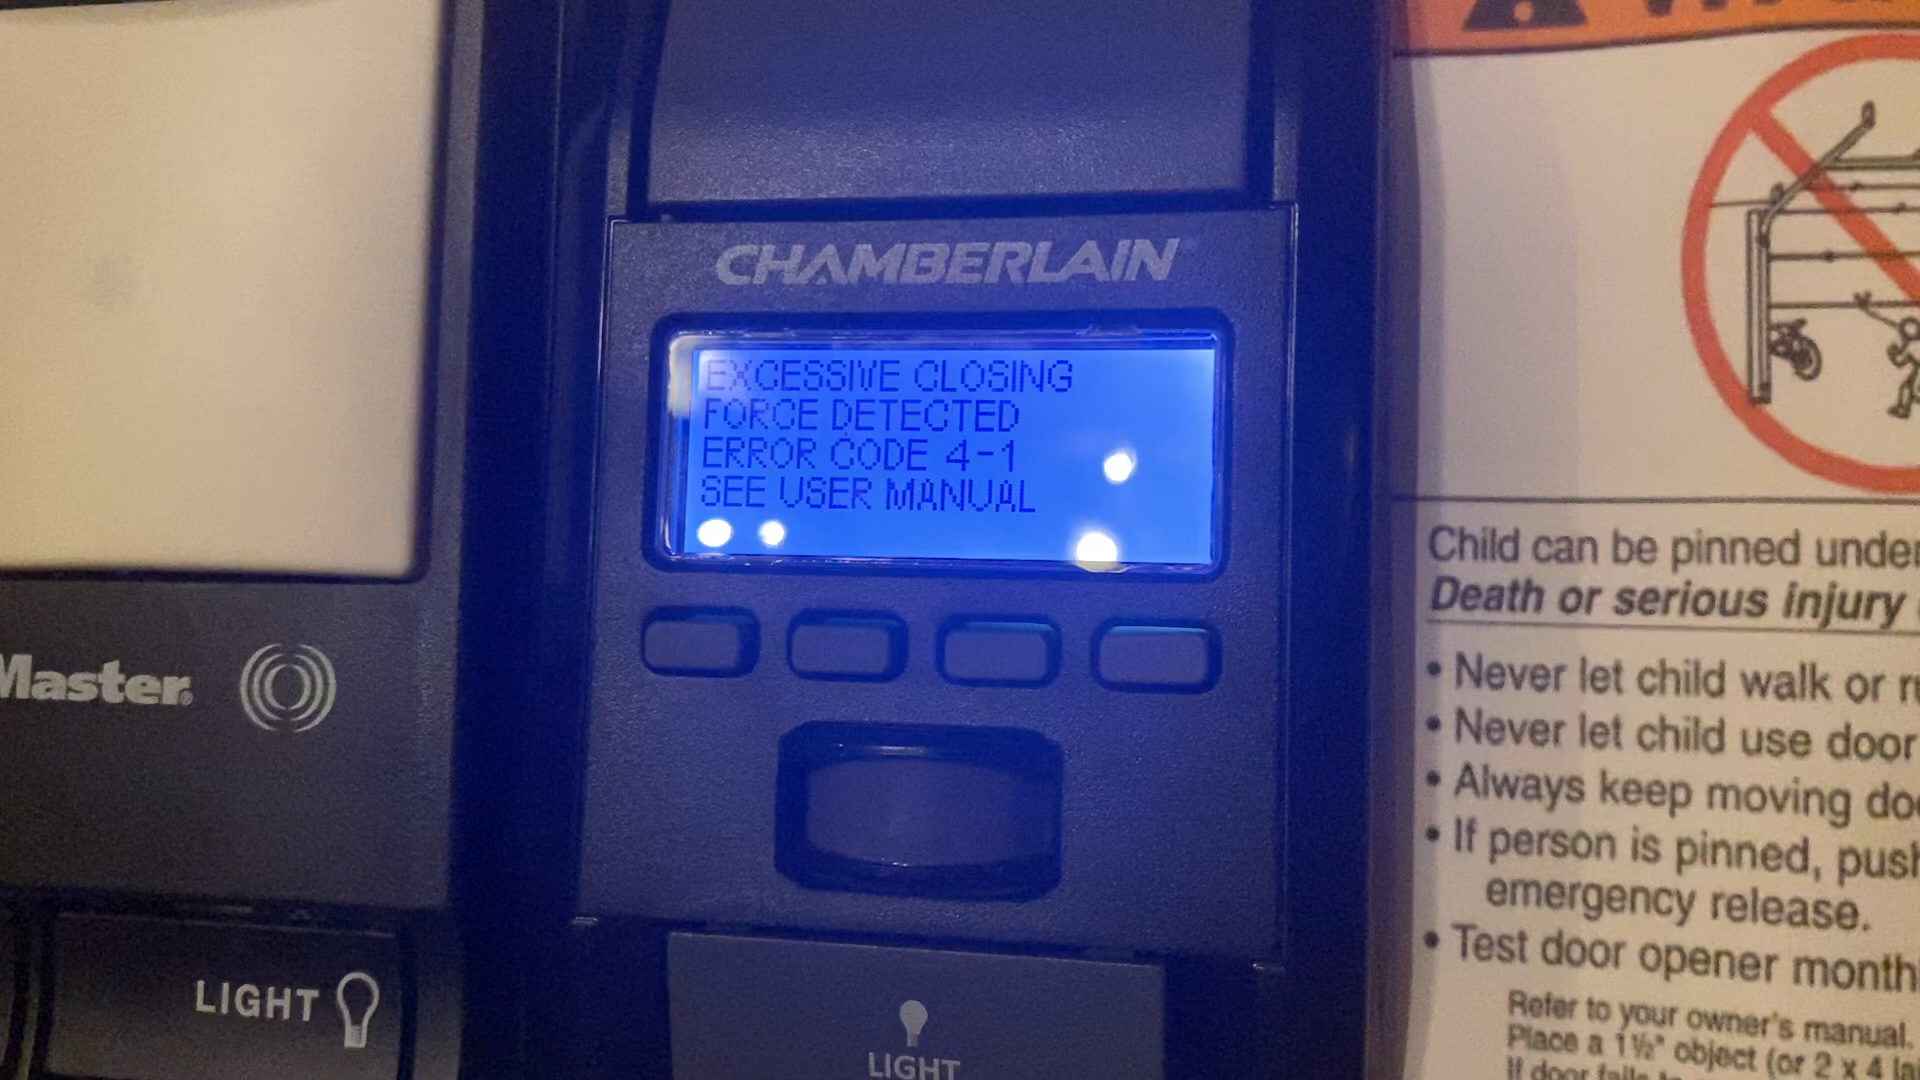 CHAMBERLAIN
EXCESSIVE CLOSING
FORCE DETECTED
ERROR CODE 4-1
SEE USER MANUAL
LIGHT
Master
LIGHT
Child can be pinned under
Death or serious injury
• Never let child walk or
• Never let child use door
• Always keep moving
• If person is pinned, push
emergency release.
• Test door opener
Refer to your owner's manual.
Place a 1½" object (or 2 x 4
If door fails